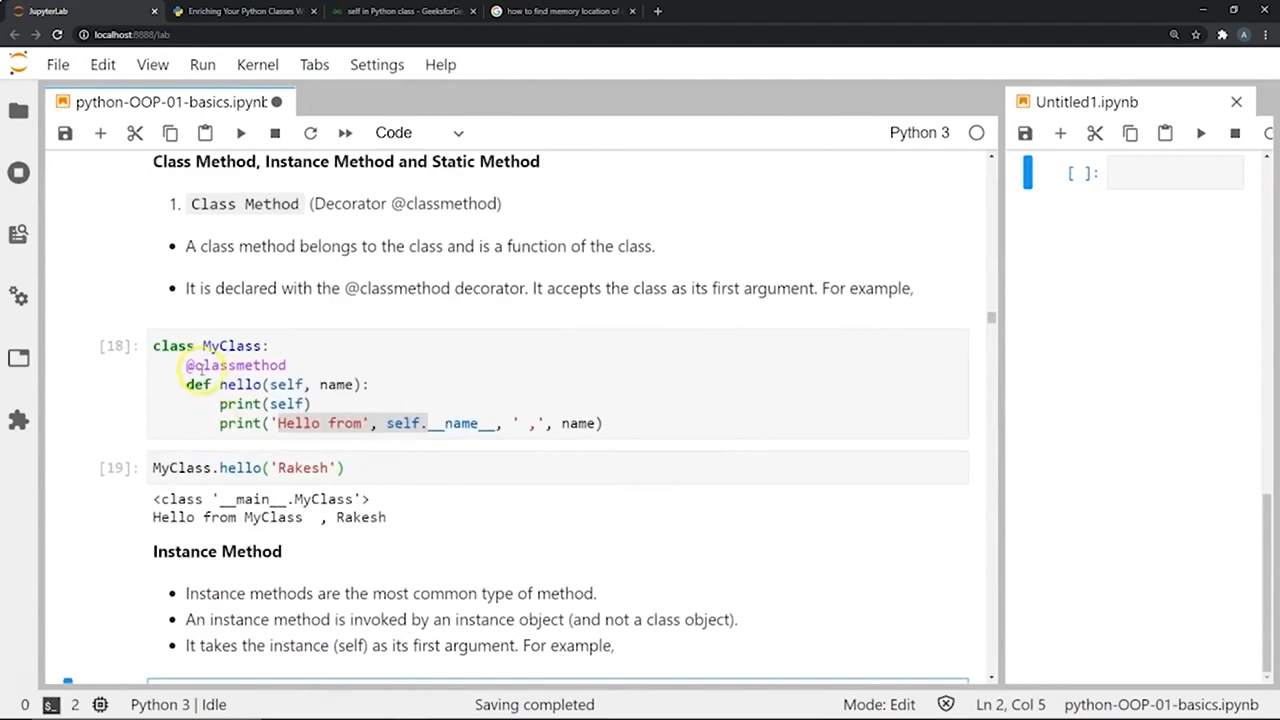 JupyterLab
Enriching Your Python Classes W
self in Python class - GeeksforGe
how to find memory location of
localhost:8888/lab
A
File Edit View Run Kernel Tabs Settings Help
python-OOP-01-basics.ipynb
Untitled1.ipynb
Code
Python 3
Class Method, Instance Method and Static Method
[ ]:
1. Class Method (Decorator @classmethod)
• A class method belongs to the class and is a function of the class.
• It is declared with the @classmethod decorator. It accepts the class as its first argument. For example,
[18]: class MyClass:
@classmethod
def hello(self, name):
print(self)
print('Hello from', self.__name__, ' ,', name)
[19]: MyClass.hello('Rakesh')
<class '__main__.MyClass'>
Hello from MyClass  , Rakesh
Instance Method
• Instance methods are the most common type of method.
• An instance method is invoked by an instance object (and not a class object).
• It takes the instance (self) as its first argument. For example,
0 2 Python 3 | Idle Saving completed Mode: Edit Ln 2, Col 5 python-OOP-01-basics.ipynb